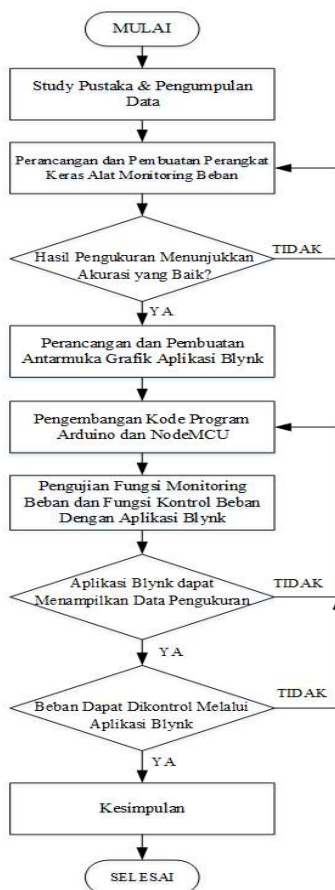 MULAI
Study Pustaka & Pengumpulan
Data
Perancangan dan Pembuatan Perangkat
Keras Alat Monitoring Beban
Hasil Pengukuran Menunjukkan
Akurasi yang Baik?
TIDAK
YA
Perancangan dan Pembuatan
Antarmuka Grafik Aplikasi Blynk
Pengembangan Kode Program
Arduino dan NodeMCU
Pengujian Fungsi Monitoring
Beban dan Fungsi Kontrol Beban
Dengan Aplikasi Blynk
Aplikasi Blynk dapat
Menampilkan Data Pengukuran
TIDAK
YA
Beban Dapat Dikontrol Melalui
Aplikasi Blynk
TIDAK
YA
Kesimpulan
SELESAI